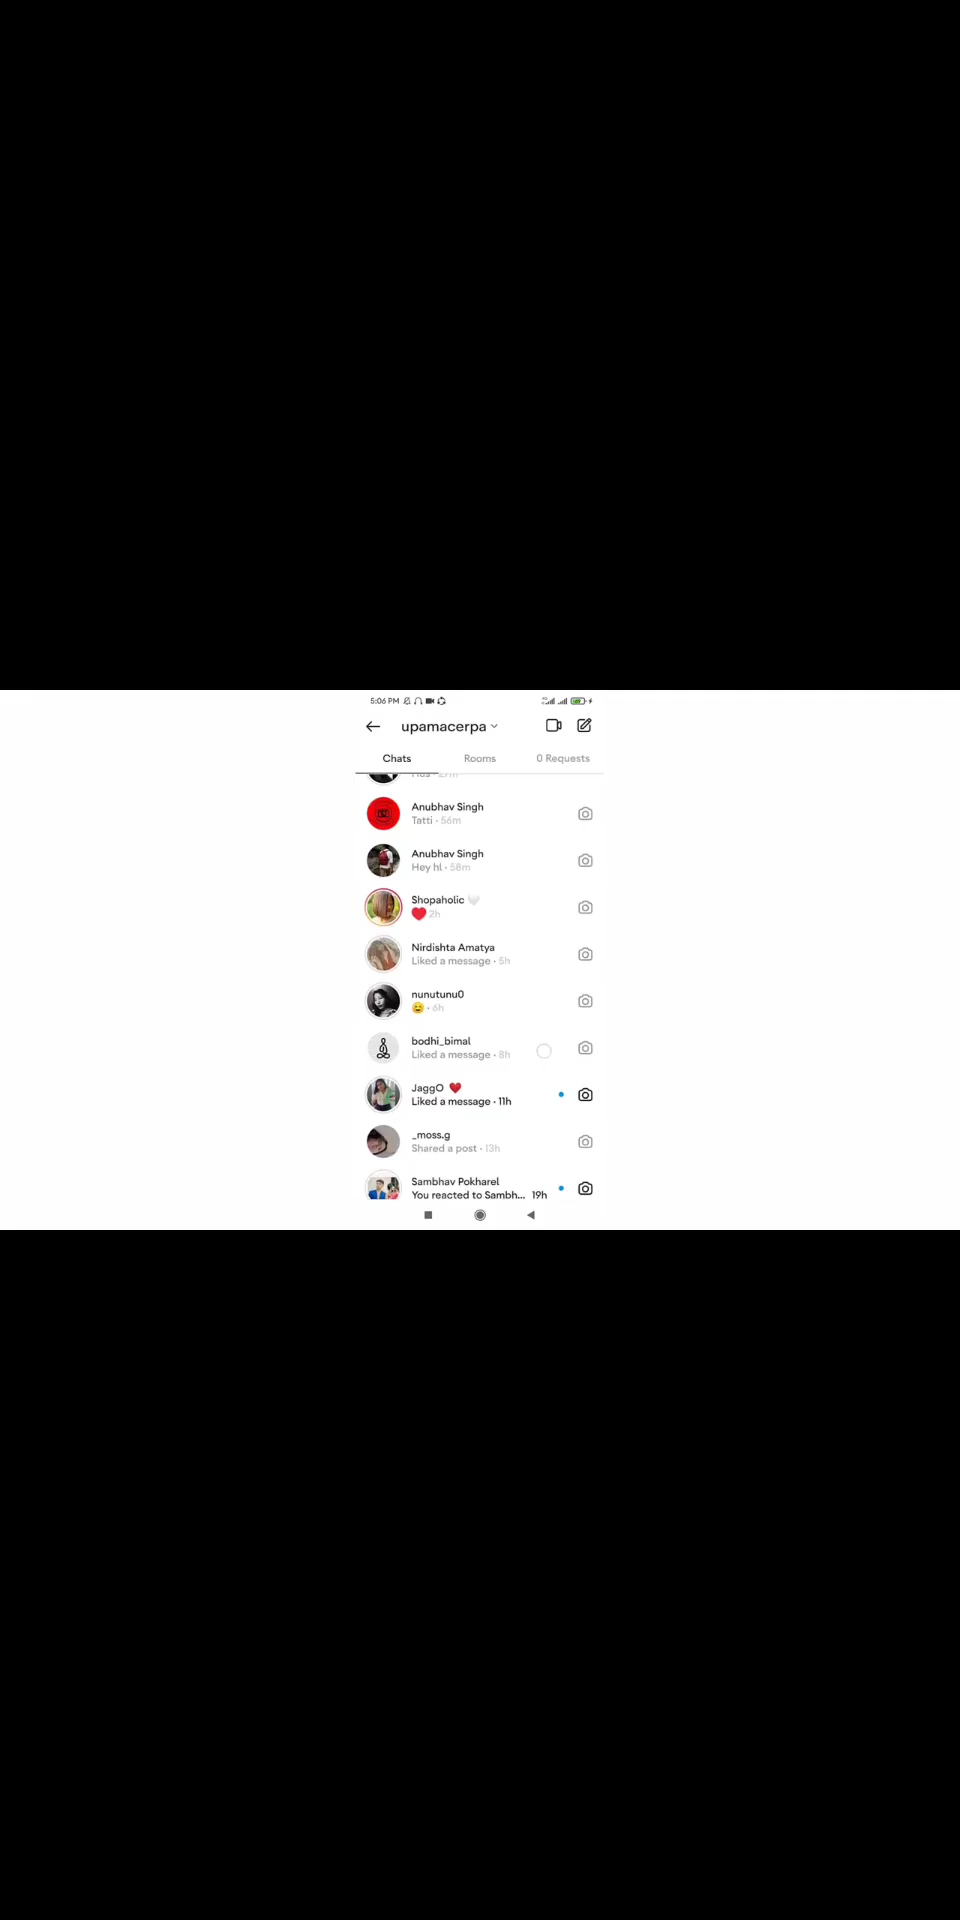 5:06 PM
upamacerpa
Chats Rooms 0 Requests
Anubhav Singh
Tatti · 56m
Anubhav Singh
Hey hl · 58m
Shopaholic 🤍
❤️ 2h
Nirdishta Amatya
Liked a message · 5h
nunutunu0
😊 · 6h
bodhi_bimal
Liked a message · 8h
JaggO ❤️
Liked a message · 11h
_moss.g
Shared a post · 13h
Sambhav Pokharel
You reacted to Sambh... 19h